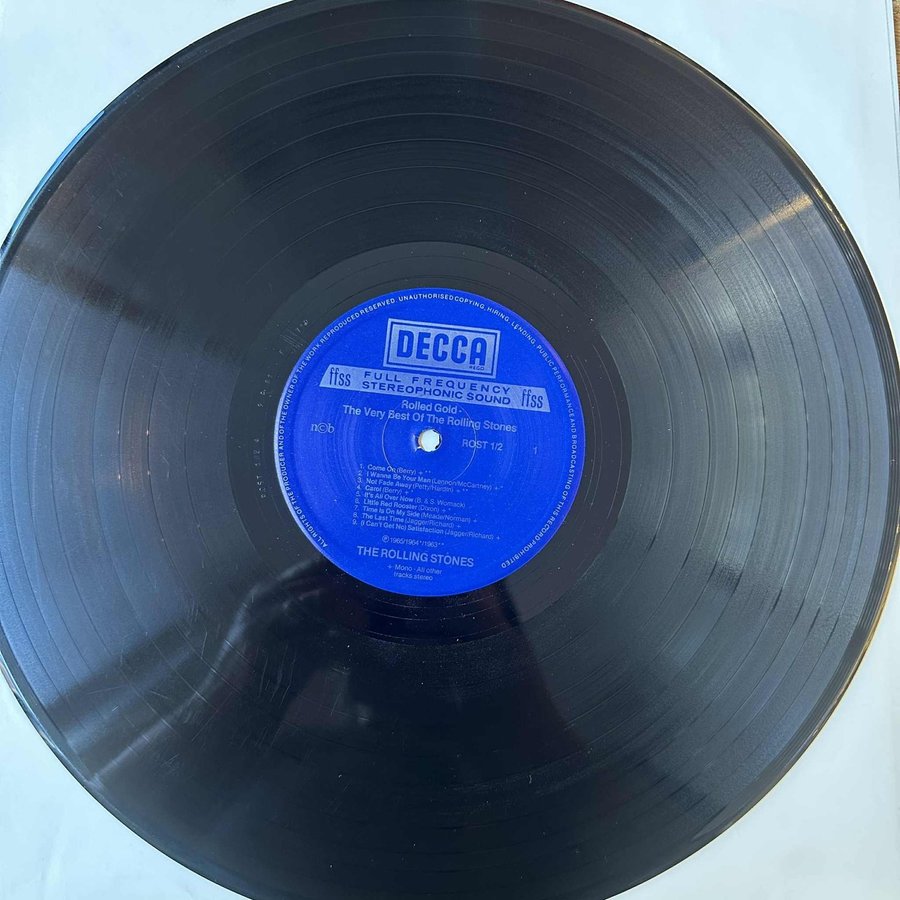 ALL RIGHTS OF THE PRODUCER AND OF THE OWNER OF THE WORK REPRODUCED RESERVED. UNAUTHORISED COPYING, HIRING, LENDING, PUBLIC PERFORMANCE AND BROADCASTING OF THIS RECORD PROHIBITED
DECCA
REGD.
ffss FULL FREQUENCY STEREOPHONIC SOUND ffss
Rolled Gold -
The Very Best Of The Rolling Stones
n©b
ROST 1/2
1
1. Come On (Berry) + **
2. I Wanna Be Your Man (Lennon/McCartney) + *
3. Not Fade Away (Petty/Hardin) + *
4. Carol (Berry) + *
5. It's All Over Now (B. & S. Womack)
6. Little Red Rooster (Dixon) + *
7. Time Is On My Side (Meade/Norman) +
8. The Last Time (Jagger/Richard) +
9. (I Can't Get No) Satisfaction (Jagger/Richard) +
℗ 1965/1964*/1963**
THE ROLLING STONES
+ Mono - All other
tracks stereo